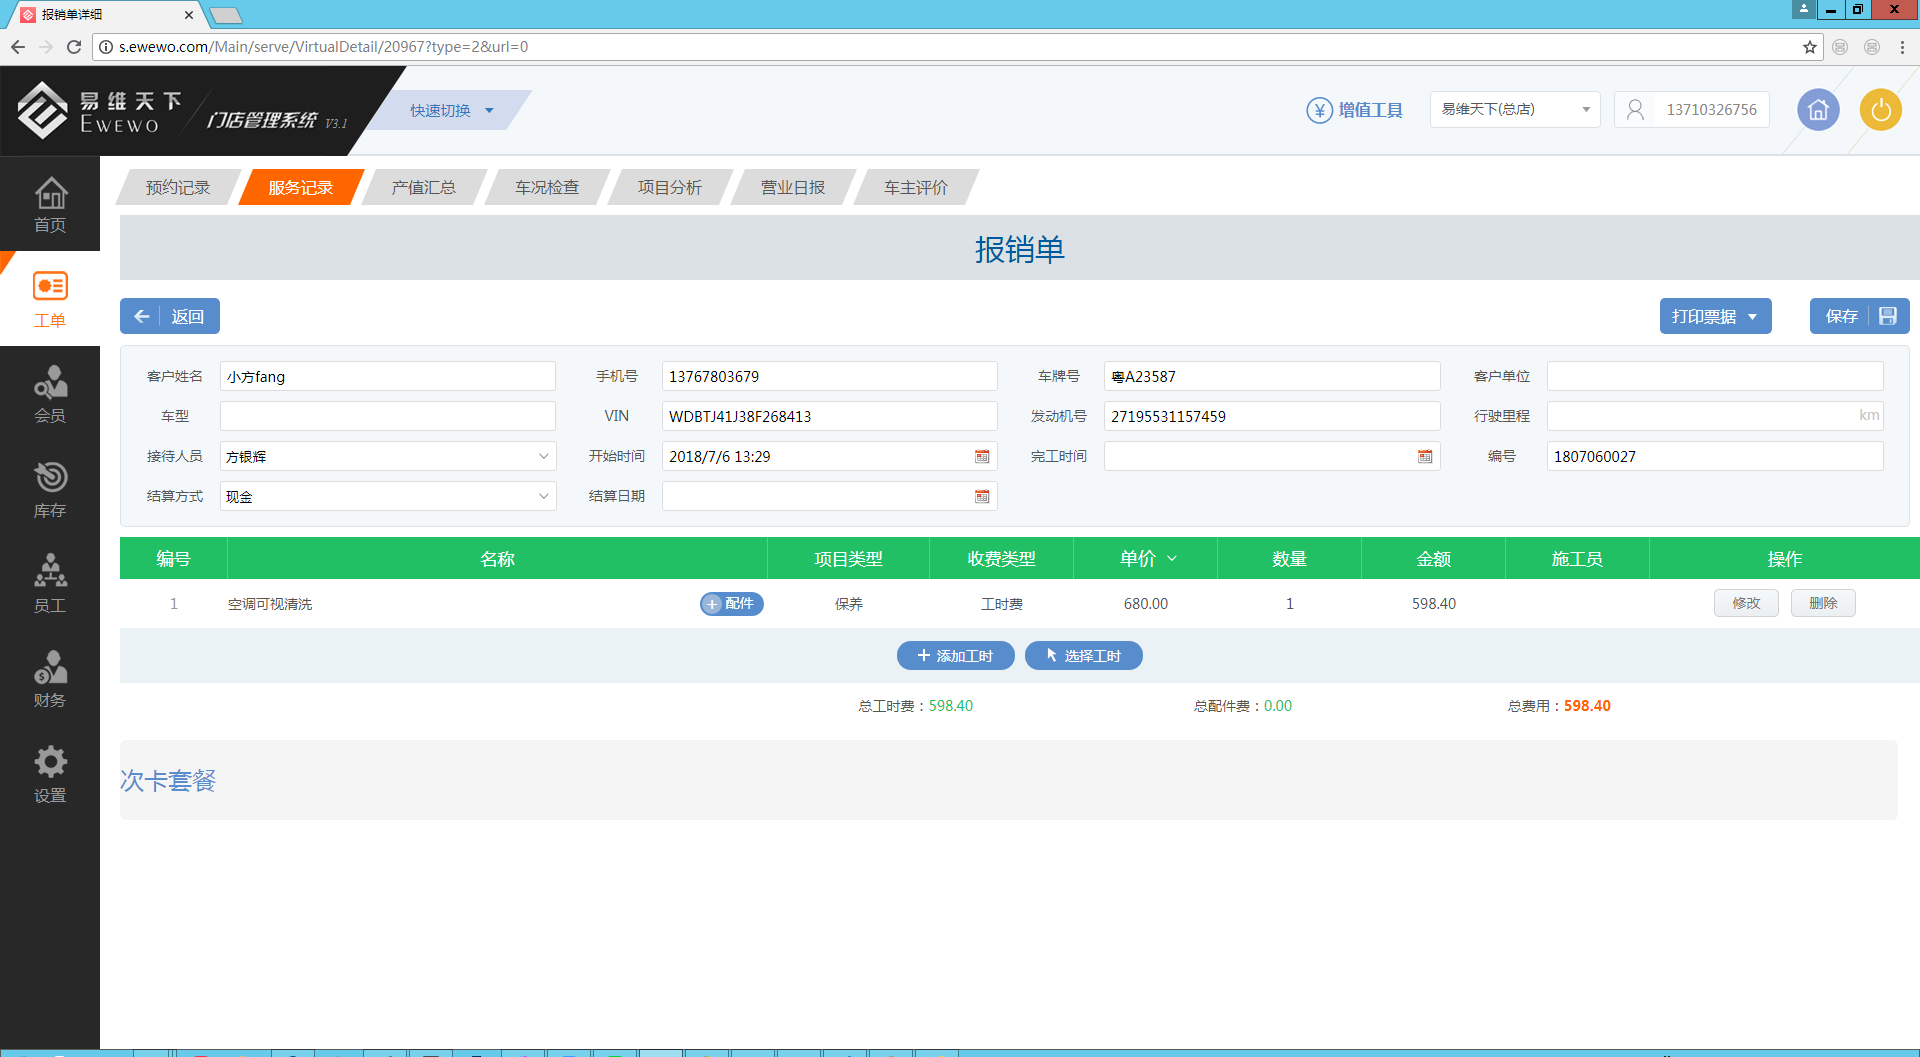 报销单详细
s.ewewo.com/Main/serve/VirtualDetail/20967?type=2&url=0
易维天下
EWEWO
门店管理系统 V3.1
快速切换
增值工具
易维天下(总店)
13710326756
首页
工单
会员
库存
员工
财务
设置
预约记录 服务记录 产值汇总 车况检查 项目分析 营业日报 车主评价
报销单
返回 打印票据 保存
客户姓名 小方fang 手机号 13767803679 车牌号 粤A23587 客户单位
车型 VIN WDBTJ41J38F268413 发动机号 27195531157459 行驶里程 km
接待人员 方银辉 开始时间 2018/7/6 13:29 完工时间 编号 1807060027
结算方式 现金 结算日期
编号 名称 项目类型 收费类型 单价 数量 金额 施工员 操作
1 空调可视清洗 配件 保养 工时费 680.00 1 598.40 修改 删除
添加工时 选择工时
总工时费：598.40 总配件费：0.00 总费用：598.40
次卡套餐